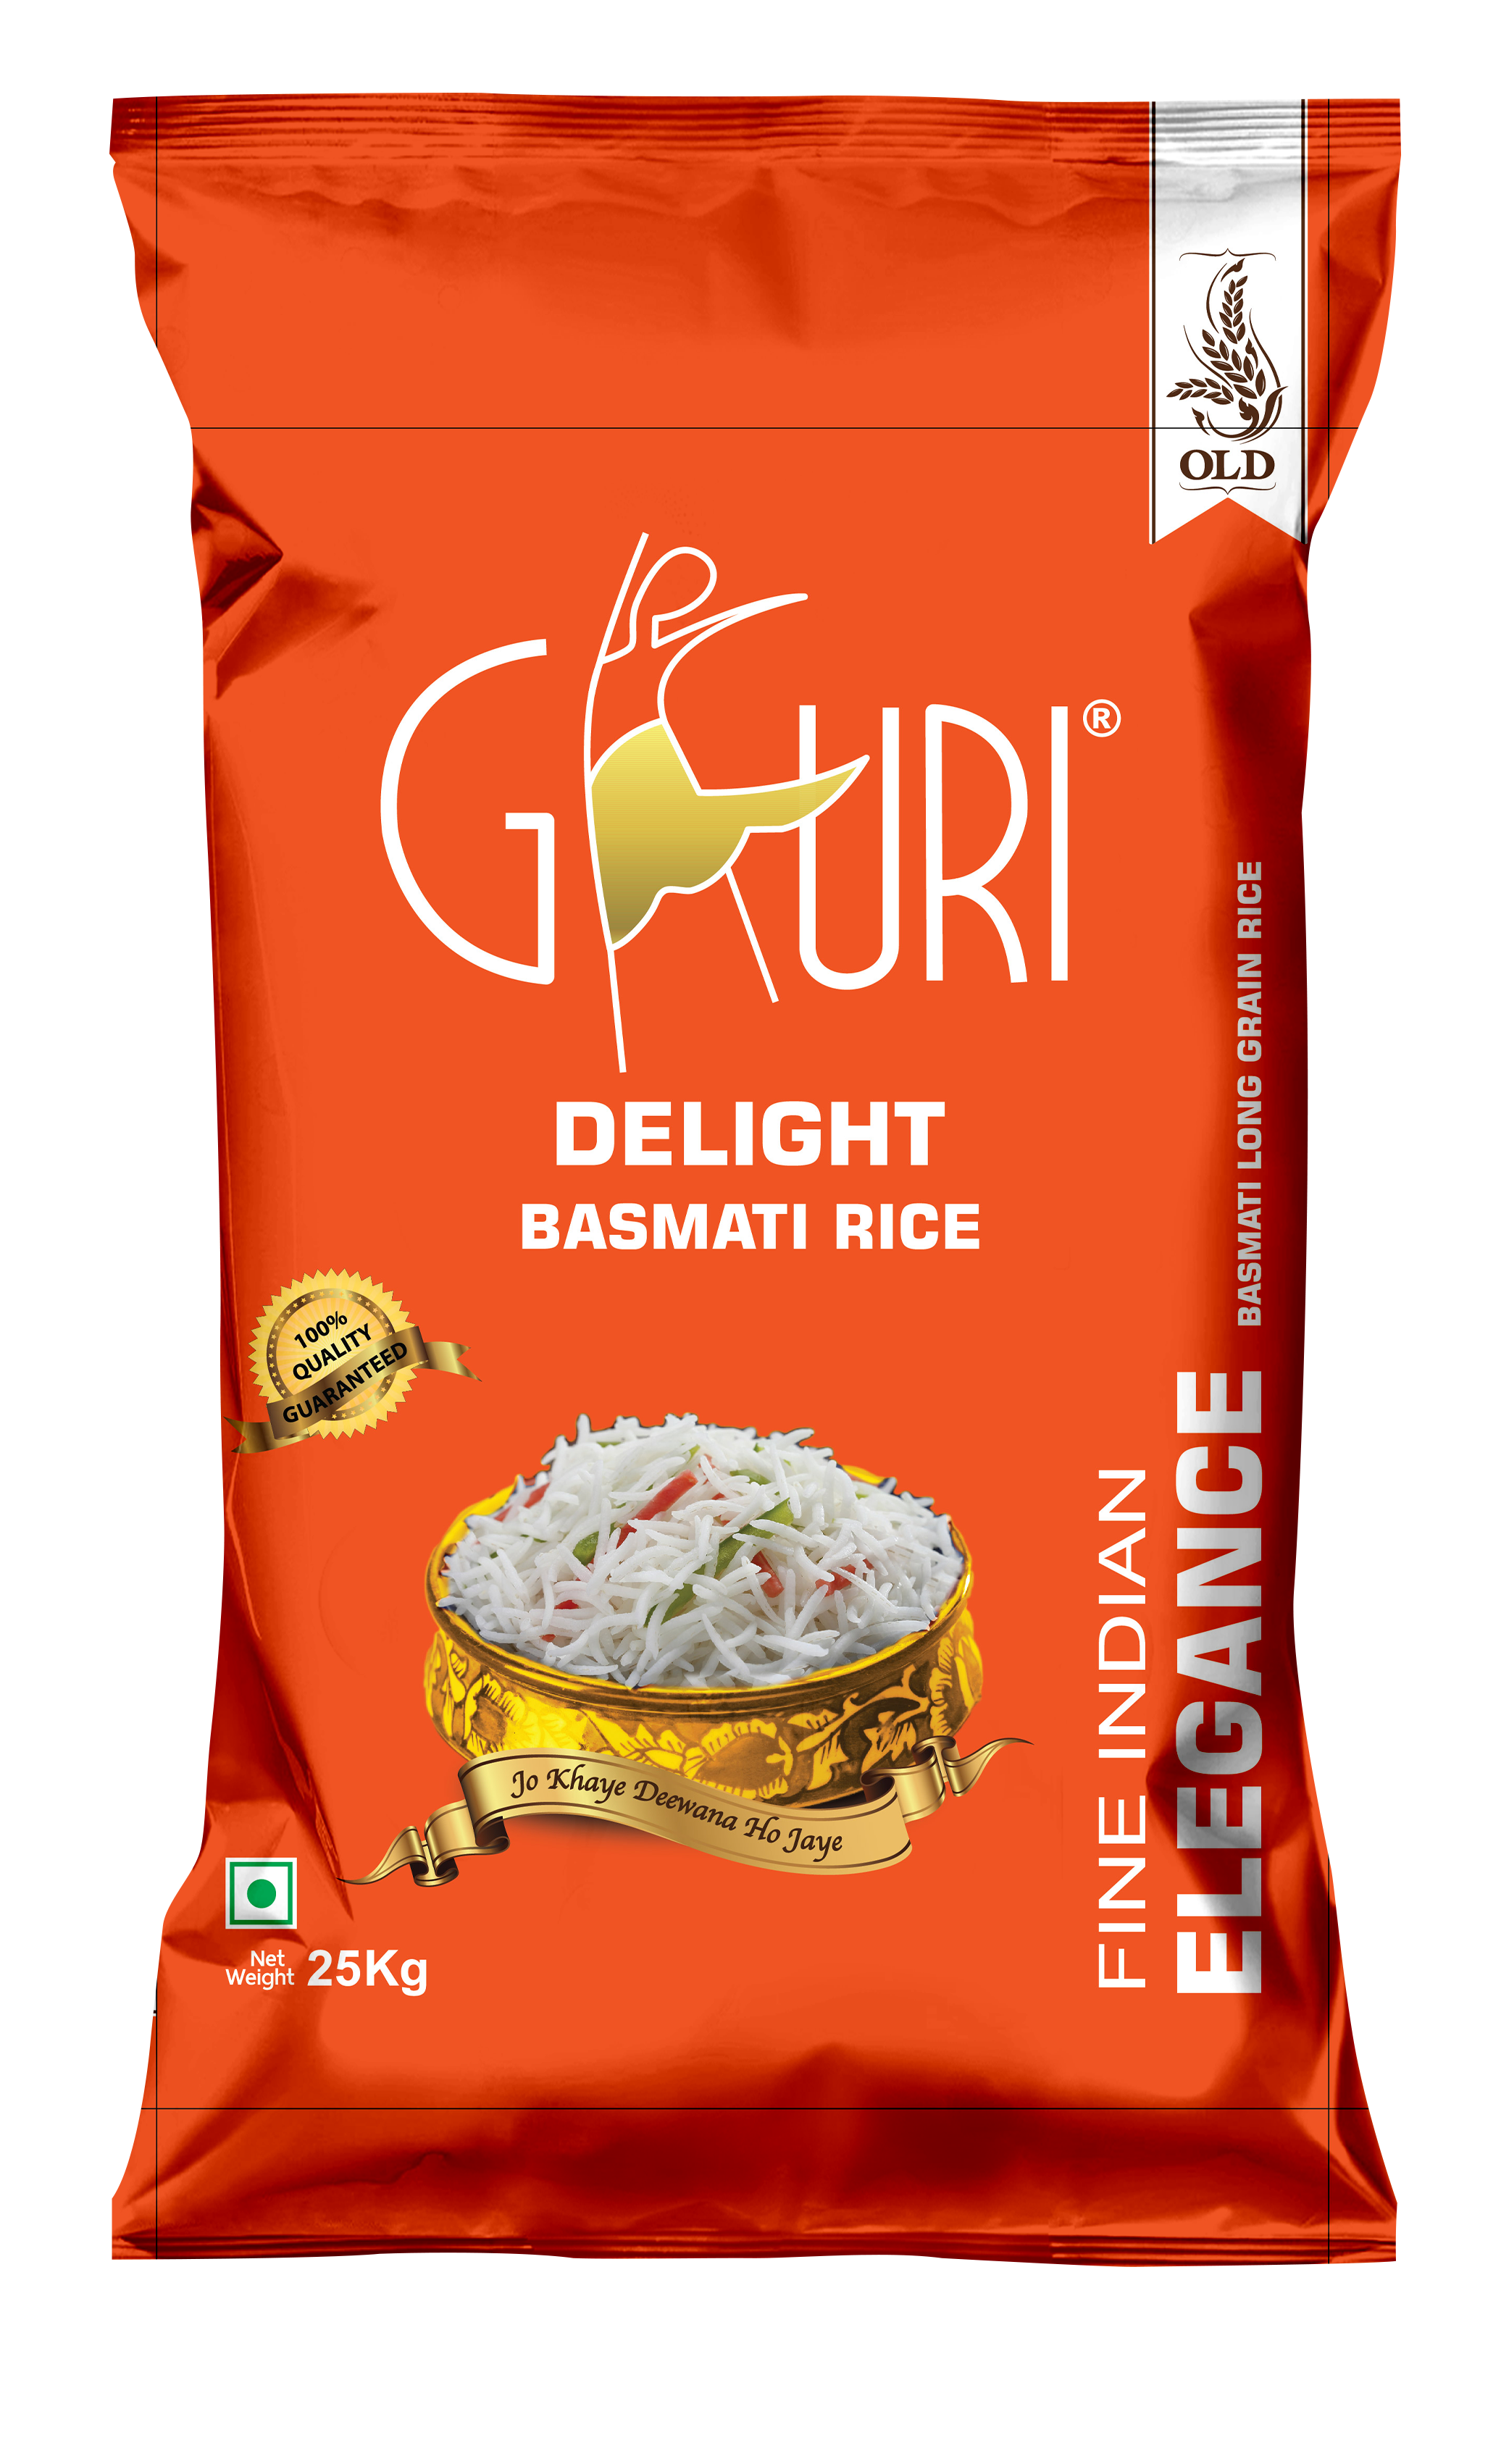 OLD
GAURI®
DELIGHT
BASMATI RICE
BASMATI LONG GRAIN RICE
100%
QUALITY
GUARANTEED
FINE INDIAN
ELEGANCE
Jo Khaye Deewana Ho Jaye
Net
Weight 25Kg